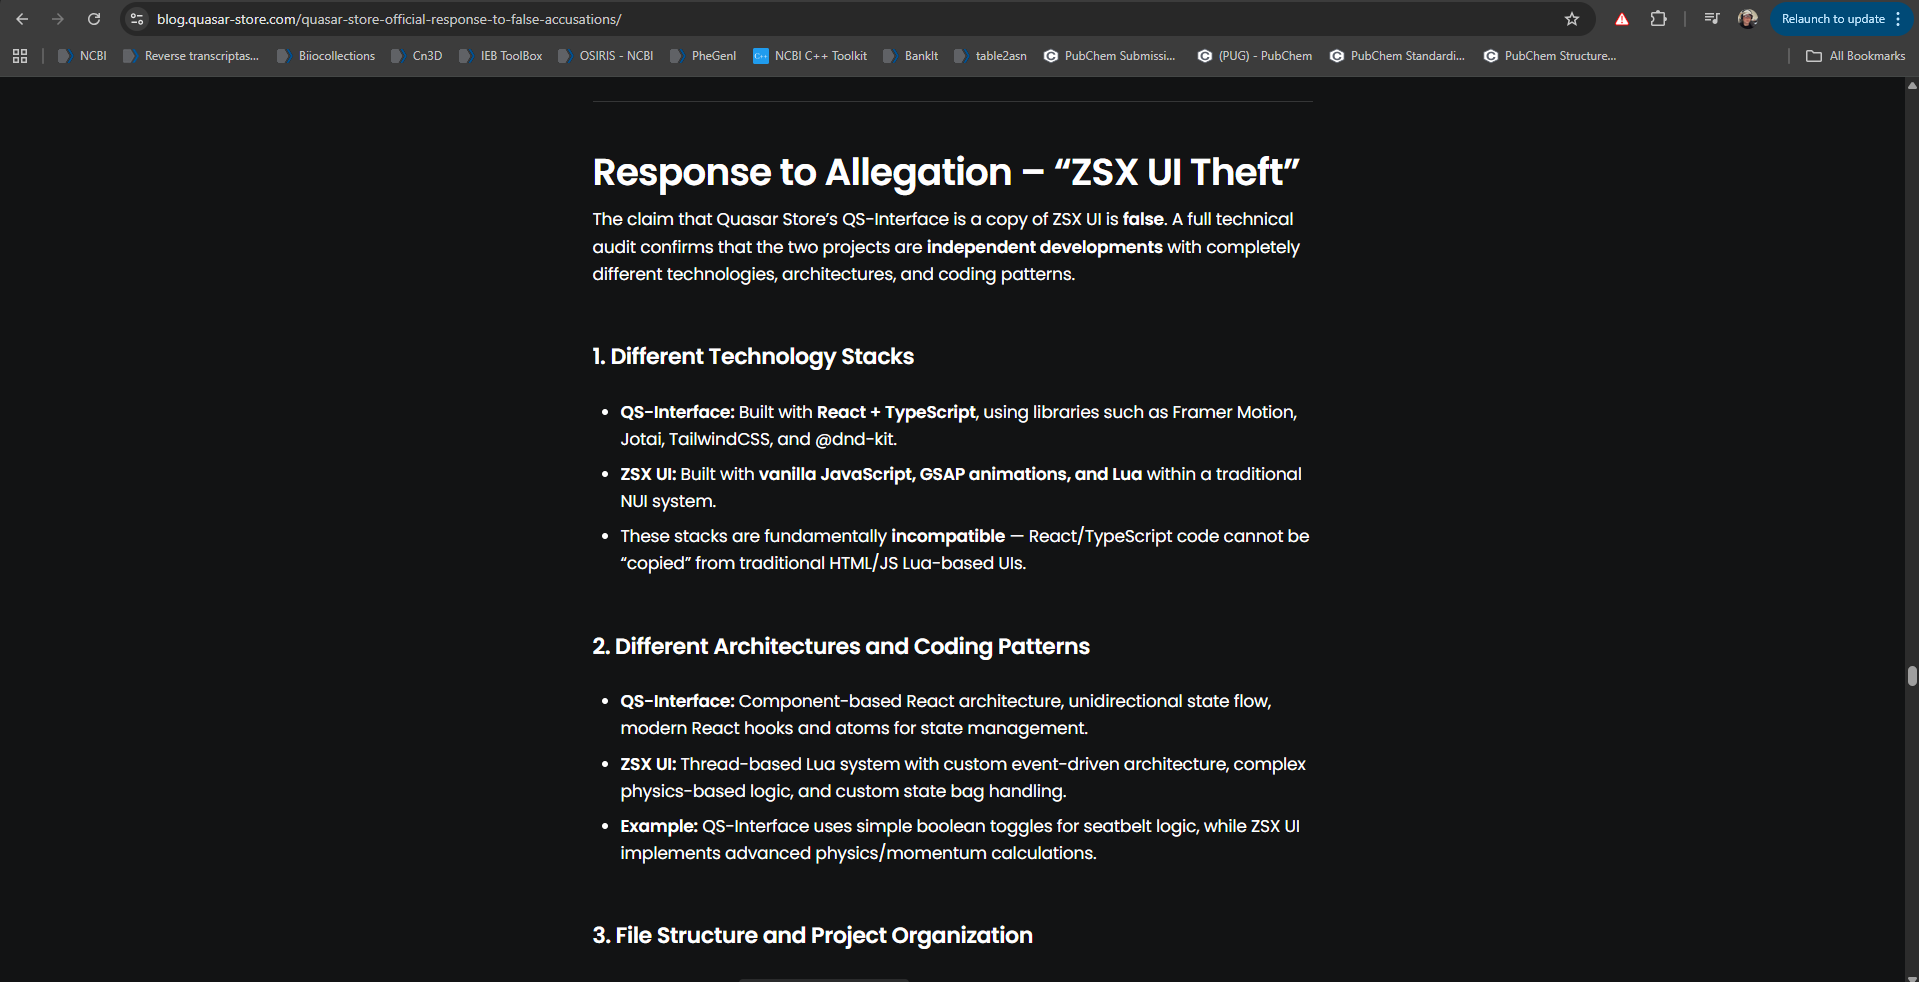 blog.quasar-store.com/quasar-store-official-response-to-false-accusations/
Relaunch to update
NCBI
Reverse transcriptas...
Biiocollections
Cn3D
IEB ToolBox
OSIRIS - NCBI
PheGenI
C++
NCBI C++ Toolkit
BankIt
table2asn
PubChem Submissi...
(PUG) - PubChem
PubChem Standardi...
PubChem Structure...
All Bookmarks
Response to Allegation – “ZSX UI Theft”
The claim that Quasar Store’s QS-Interface is a copy of ZSX UI is false. A full technical
audit confirms that the two projects are independent developments with completely
different technologies, architectures, and coding patterns.
1. Different Technology Stacks
• QS-Interface: Built with React + TypeScript, using libraries such as Framer Motion,
Jotai, TailwindCSS, and @dnd-kit.
• ZSX UI: Built with vanilla JavaScript, GSAP animations, and Lua within a traditional
NUI system.
• These stacks are fundamentally incompatible — React/TypeScript code cannot be
“copied” from traditional HTML/JS Lua-based UIs.
2. Different Architectures and Coding Patterns
• QS-Interface: Component-based React architecture, unidirectional state flow,
modern React hooks and atoms for state management.
• ZSX UI: Thread-based Lua system with custom event-driven architecture, complex
physics-based logic, and custom state bag handling.
• Example: QS-Interface uses simple boolean toggles for seatbelt logic, while ZSX UI
implements advanced physics/momentum calculations.
3. File Structure and Project Organization